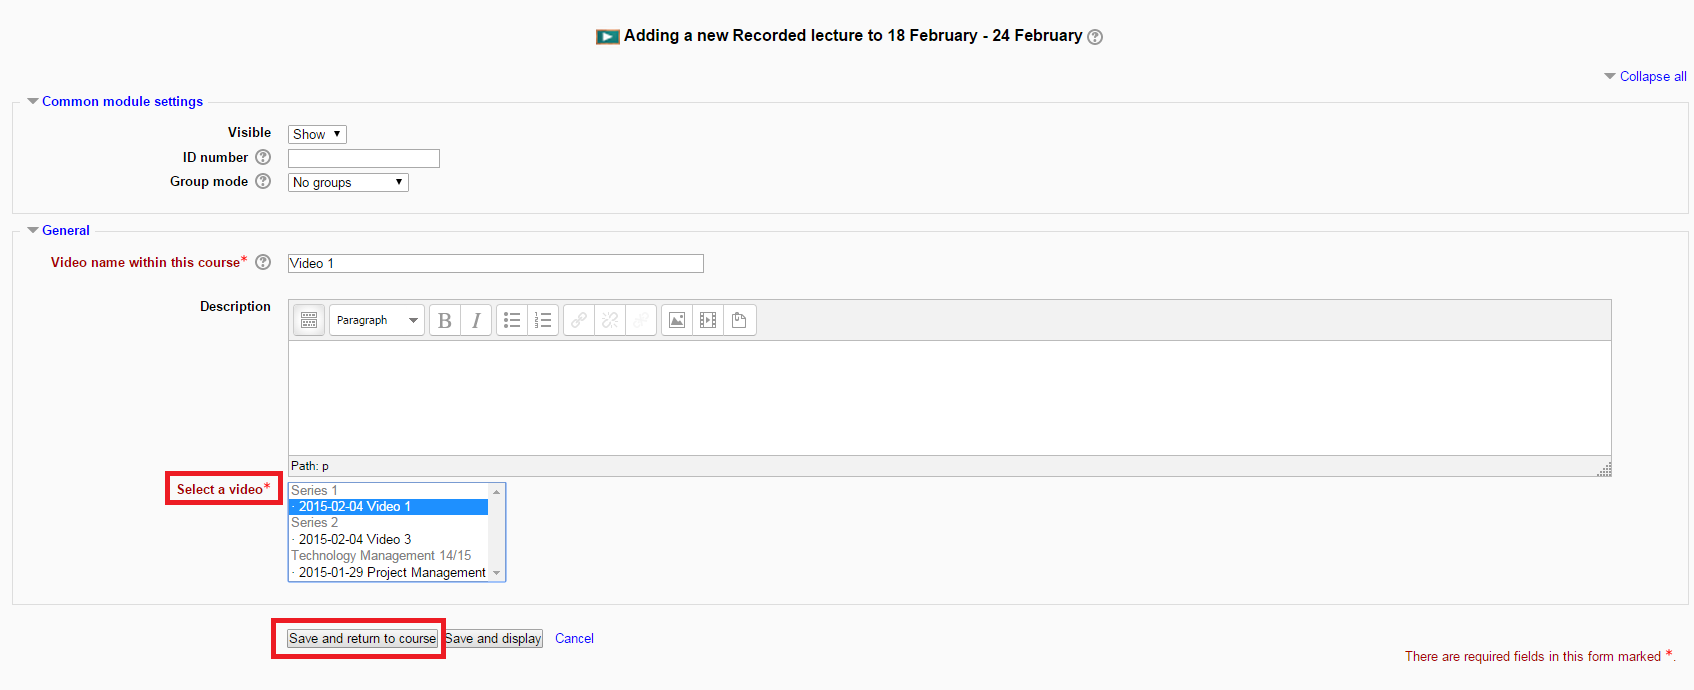 Adding a new Recorded lecture to 18 February - 24 February
Collapse all
Common module settings
Visible Show
ID number
Group mode No groups
General
Video name within this course* Video 1
Description
Paragraph B I
Path: p
Select a video*
Series 1
· 2015-02-04 Video 1
Series 2
· 2015-02-04 Video 3
Technology Management 14/15
· 2015-01-29 Project Management
Save and return to course Save and display Cancel
There are required fields in this form marked *.